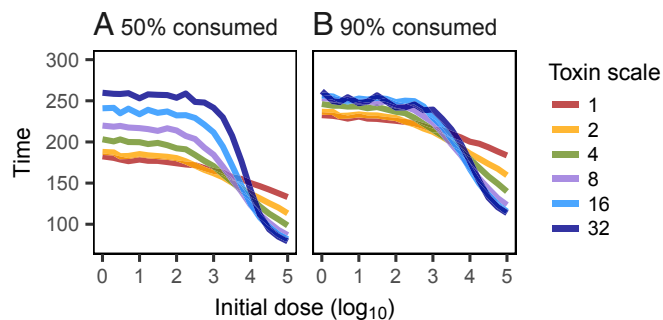 A 50% consumed
B 90% consumed
Time
300
250
200
150
100
0 1 2 3 4 5
0 1 2 3 4 5
Initial dose (log₁₀)
Toxin scale
1
2
4
8
16
32